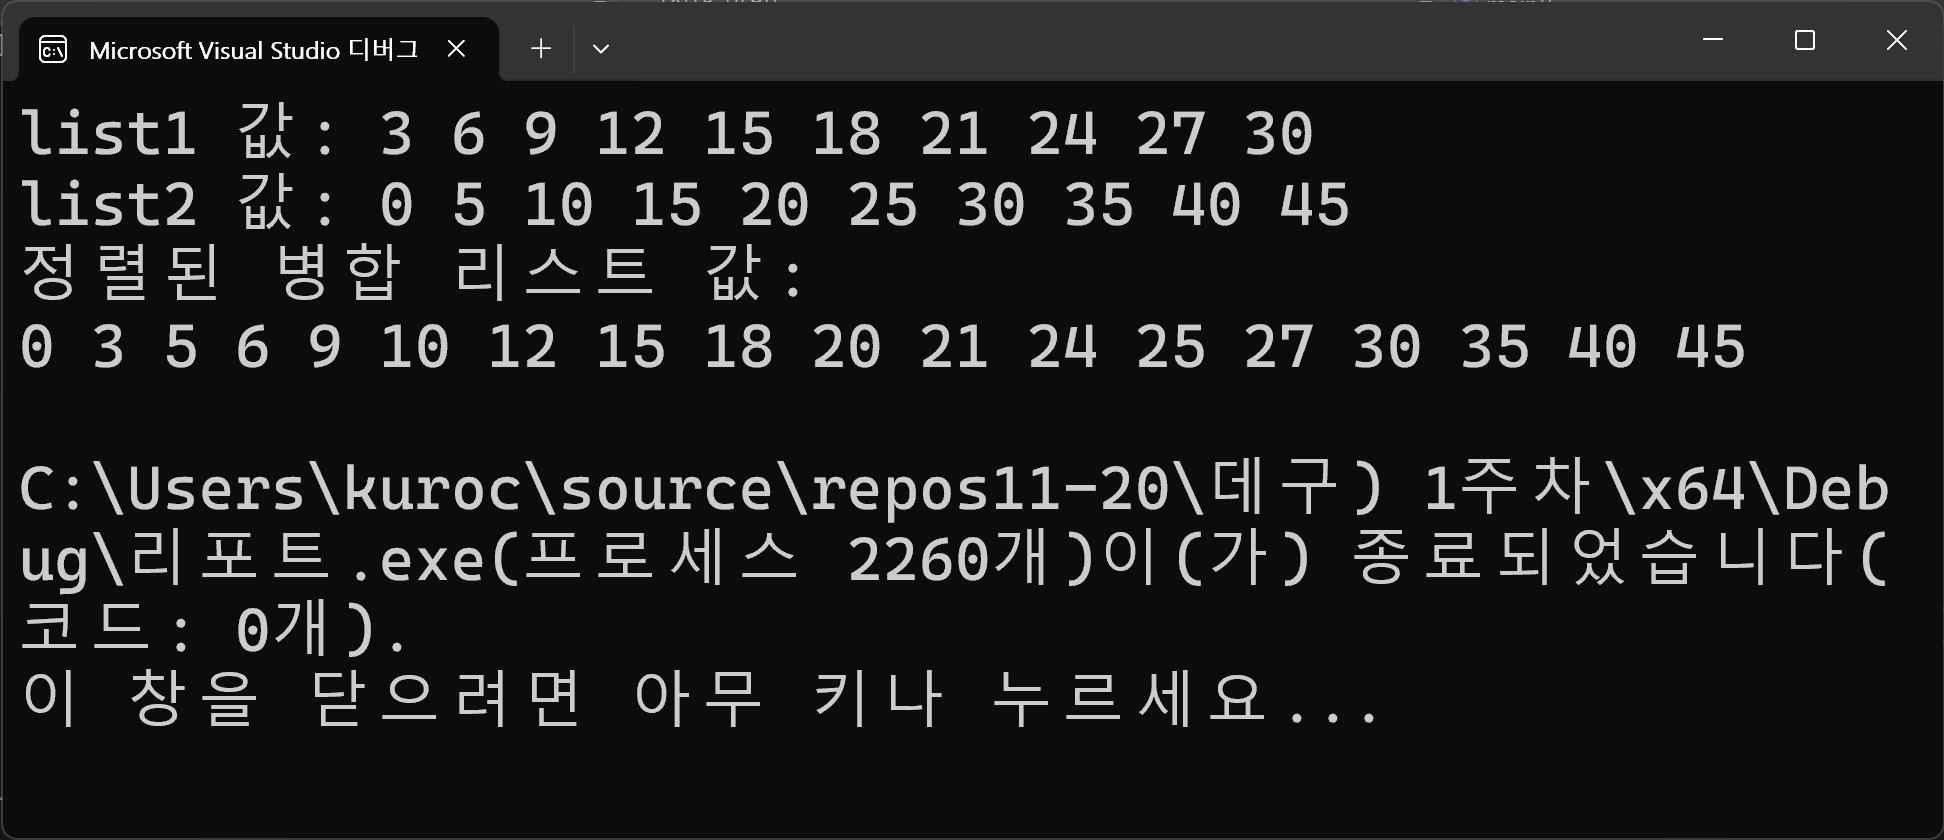 Microsoft Visual Studio 디버그
list1 값: 3 6 9 12 15 18 21 24 27 30
list2 값: 0 5 10 15 20 25 30 35 40 45
정렬된 병합 리스트 값:
0 3 5 6 9 10 12 15 18 20 21 24 25 27 30 35 40 45
C:\Users\kuroc\source\repos11-20\데구) 1주차\x64\Deb
ug\리포트.exe(프로세스 2260개)이(가) 종료되었습니다(
코드: 0개).
이 창을 닫으려면 아무 키나 누르세요...